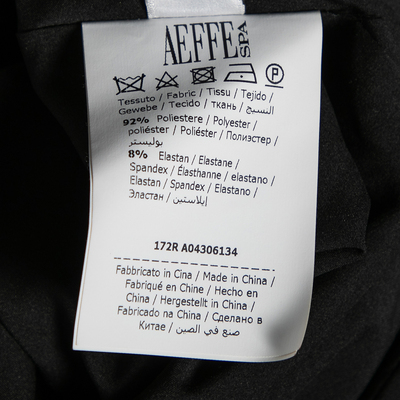 AEFFE SPA
P
Tessuto / Fabric / Tissu / Tejido /
Gewebe / Tecido / ткань / النسيج
92% Poliestere / Polyester /
poliéster / Poliéster / Полиэстер /
بوليستر
8% Elastan / Elastane /
Spandex / Élasthanne / elastano /
Elastan / Spandex / Elastano /
Эластан / إيلاستين
172R A04306134
Fabbricato in Cina / Made in China /
Fabriqué en Chine / Hecho en
China / Hergestellt in China /
Fabricado na China / Сделано в
Китае / صنع في الصين